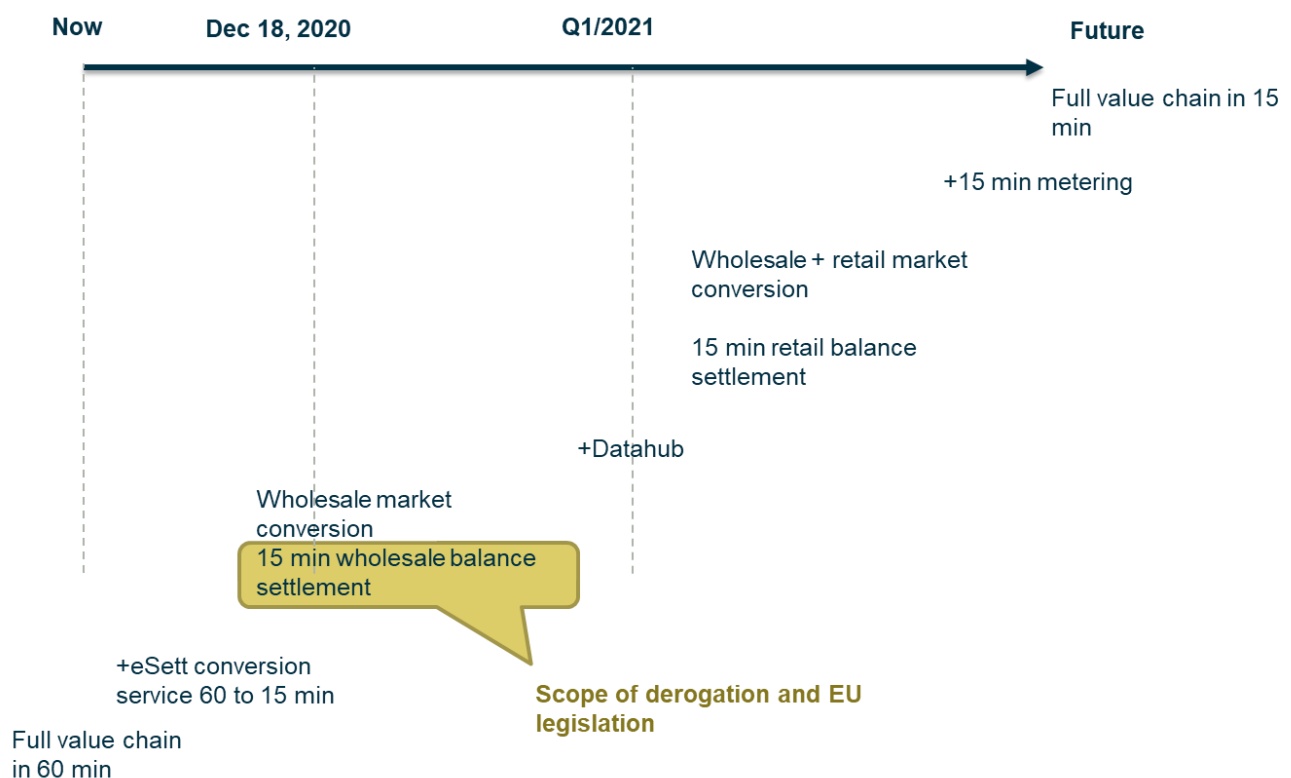 Now
Dec 18, 2020
Q1/2021
Future
Full value chain in 15
min
+15 min metering
Wholesale + retail market
conversion
15 min retail balance
settlement
+Datahub
Wholesale market
conversion
15 min wholesale balance
settlement
+eSett conversion
service 60 to 15 min
Scope of derogation and EU
legislation
Full value chain
in 60 min